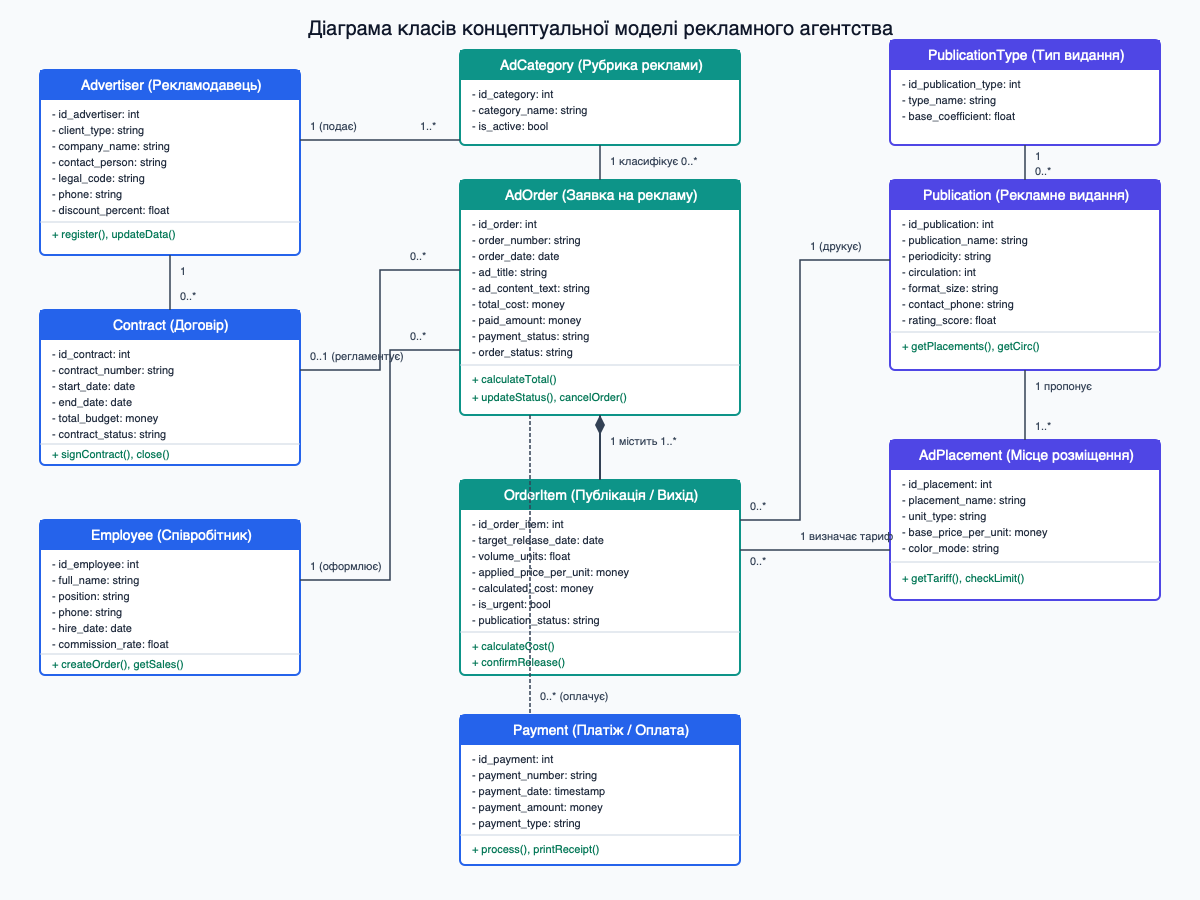 Діаграма класів концептуальної моделі рекламного агентства
Advertiser (Рекламодавець)
- id_advertiser: int
- client_type: string
- company_name: string
- contact_person: string
- legal_code: string
- phone: string
- discount_percent: float
+ register(), updateData()
1 (подає)
1..*
AdCategory (Рубрика реклами)
- id_category: int
- category_name: string
- is_active: bool
1 класифікує 0..*
PublicationType (Тип видання)
- id_publication_type: int
- type_name: string
- base_coefficient: float
1
0..*
1
0..*
Contract (Договір)
- id_contract: int
- contract_number: string
- start_date: date
- end_date: date
- total_budget: money
- contract_status: string
+ signContract(), close()
0..1 (регламентує)
0..*
0..*
AdOrder (Заявка на рекламу)
- id_order: int
- order_number: string
- order_date: date
- ad_title: string
- ad_content_text: string
- total_cost: money
- paid_amount: money
- payment_status: string
- order_status: string
+ calculateTotal()
+ updateStatus(), cancelOrder()
1 містить 1..*
1 (друкує)
0..*
Publication (Рекламне видання)
- id_publication: int
- publication_name: string
- periodicity: string
- circulation: int
- format_size: string
- contact_phone: string
- rating_score: float
+ getPlacements(), getCirc()
1 пропонує
1..*
Employee (Співробітник)
- id_employee: int
- full_name: string
- position: string
- phone: string
- hire_date: date
- commission_rate: float
+ createOrder(), getSales()
1 (оформлює)
OrderItem (Публікація / Вихід)
- id_order_item: int
- target_release_date: date
- volume_units: float
- applied_price_per_unit: money
- calculated_cost: money
- is_urgent: bool
- publication_status: string
+ calculateCost()
+ confirmRelease()
1 визначає тариф
0..*
AdPlacement (Місце розміщення)
- id_placement: int
- placement_name: string
- unit_type: string
- base_price_per_unit: money
- color_mode: string
+ getTariff(), checkLimit()
0..* (оплачує)
Payment (Платіж / Оплата)
- id_payment: int
- payment_number: string
- payment_date: timestamp
- payment_amount: money
- payment_type: string
+ process(), printReceipt()